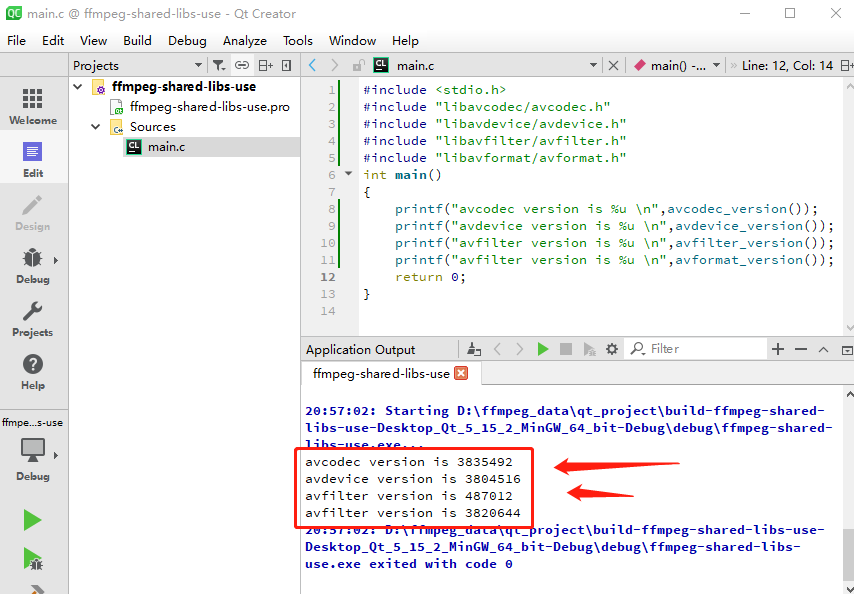 main.c @ ffmpeg-shared-libs-use - Qt Creator
File Edit View Build Debug Analyze Tools Window Help
Projects
main.c
main() -...
» Line: 12, Col: 14
Welcome
Edit
Design
Debug
Projects
Help
ffmpe...s-use
Debug
ffmpeg-shared-libs-use
ffmpeg-shared-libs-use.pro
Sources
main.c
1 #include <stdio.h>
2 #include "libavcodec/avcodec.h"
3 #include "libavdevice/avdevice.h"
4 #include "libavfilter/avfilter.h"
5 #include "libavformat/avformat.h"
6 int main()
7 {
8 printf("avcodec version is %u \n",avcodec_version());
9 printf("avdevice version is %u \n",avdevice_version());
10 printf("avfilter version is %u \n",avfilter_version());
11 printf("avfilter version is %u \n",avformat_version());
12 return 0;
13 }
14
Application Output
Filter
ffmpeg-shared-libs-use
20:57:02: Starting D:\ffmpeg_data\qt_project\build-ffmpeg-shared-
libs-use-Desktop_Qt_5_15_2_MinGW_64_bit-Debug\debug\ffmpeg-shared-
libs-use.exe...
avcodec version is 3835492
avdevice version is 3804516
avfilter version is 487012
avfilter version is 3820644
20:57:02: D:\ffmpeg_data\qt_project\build-ffmpeg-shared-libs-use-
Desktop_Qt_5_15_2_MinGW_64_bit-Debug\debug\ffmpeg-shared-libs-
use.exe exited with code 0